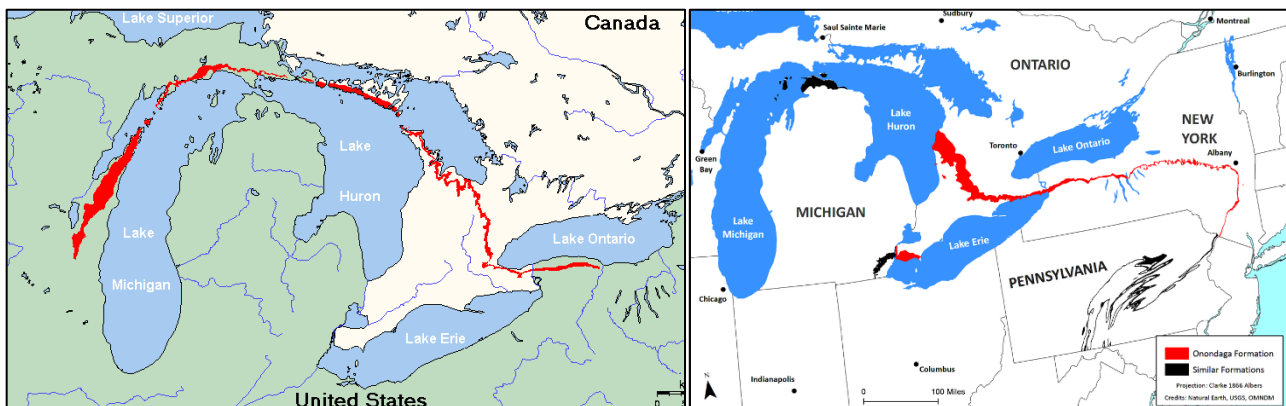 Lake Superior
Canada
Lake
Huron
Lake
Michigan
Lake Ontario
Lake Erie
United States
Sudbury
Saul Sainte Marie
Montreal
ONTARIO
Burlington
Lake
Huron
NEW
YORK
Toronto
Lake Ontario
Albany
Green
Bay
MICHIGAN
Lake
Michigan
Lake Erie
PENNSYLVANIA
Chicago
Onondaga Formation
Similar Formations
Projection: Clarke 1866 Albers
Credits: Natural Earth, USGS, OMNDM
N
Columbus
Indianapolis
0
100 Miles